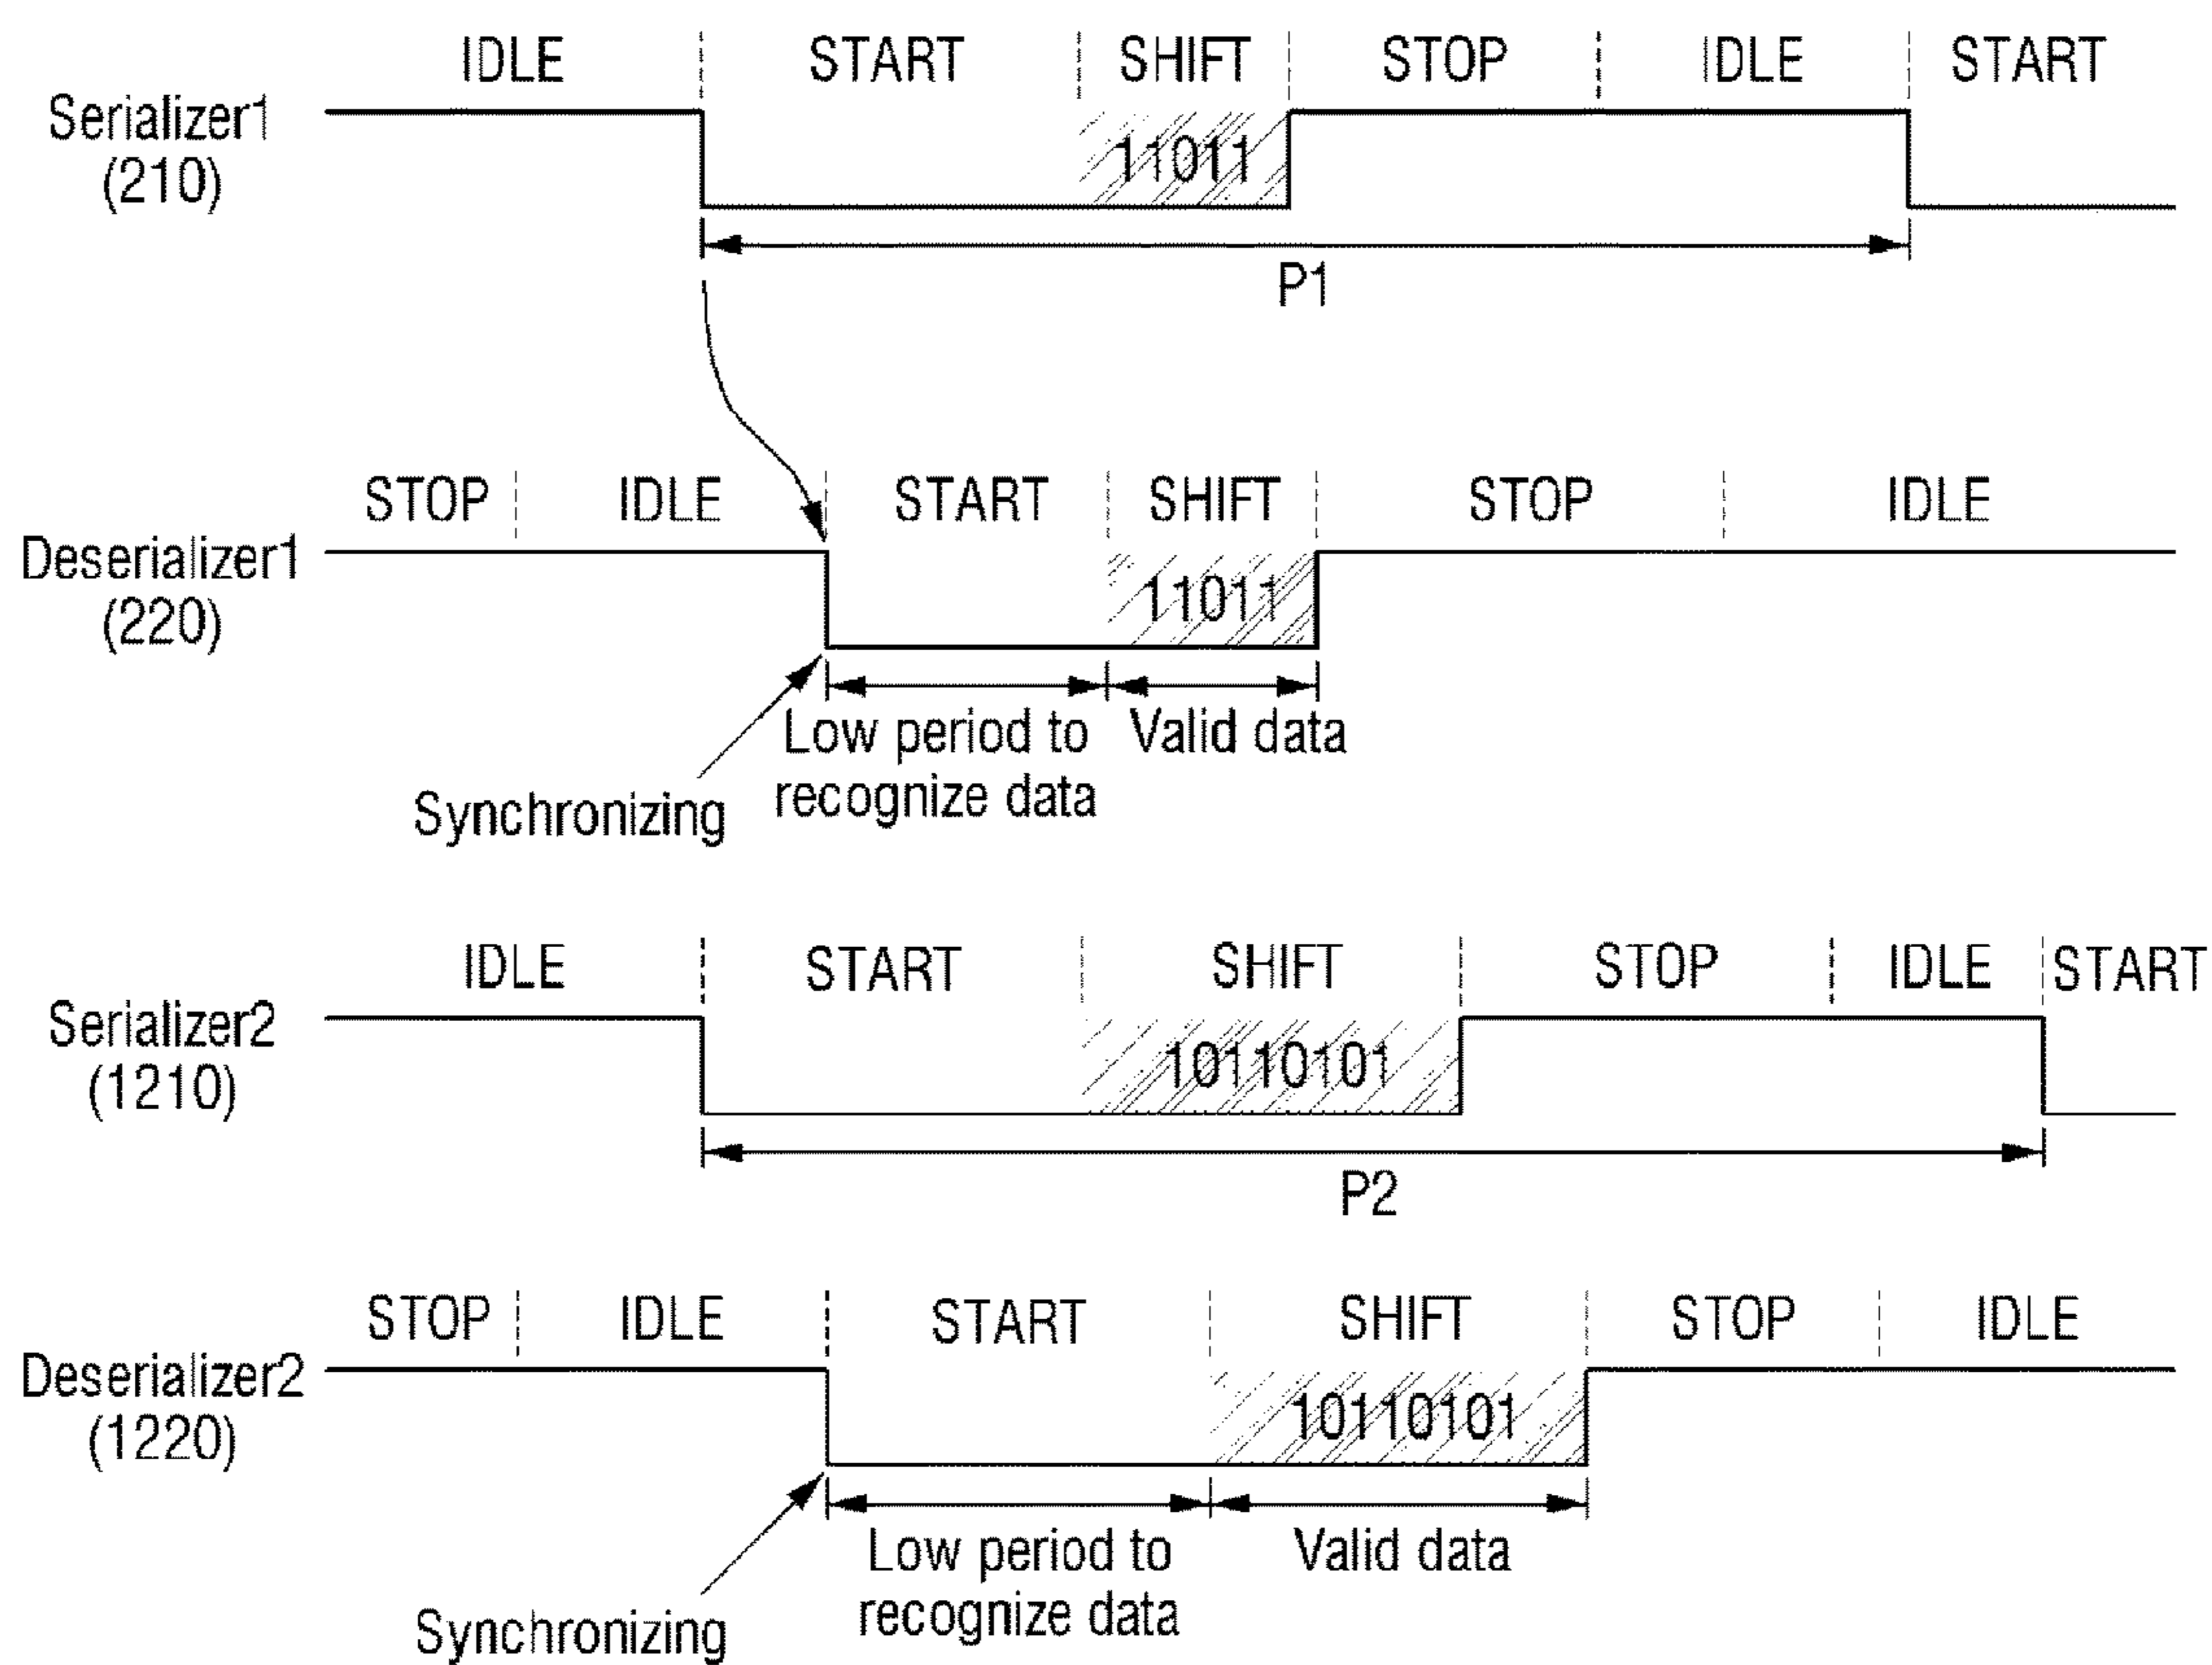 IDLE START SHIFT STOP IDLE START
Serializer1
(210)
11011
P1
STOP IDLE START SHIFT STOP IDLE
Deserializer1
(220)
11011
Low period to Valid data
recognize data
Synchronizing
IDLE START SHIFT STOP IDLE START
Serializer2
(1210)
10110101
P2
STOP IDLE START SHIFT STOP IDLE
Deserializer2
(1220)
10110101
Low period to Valid data
recognize data
Synchronizing